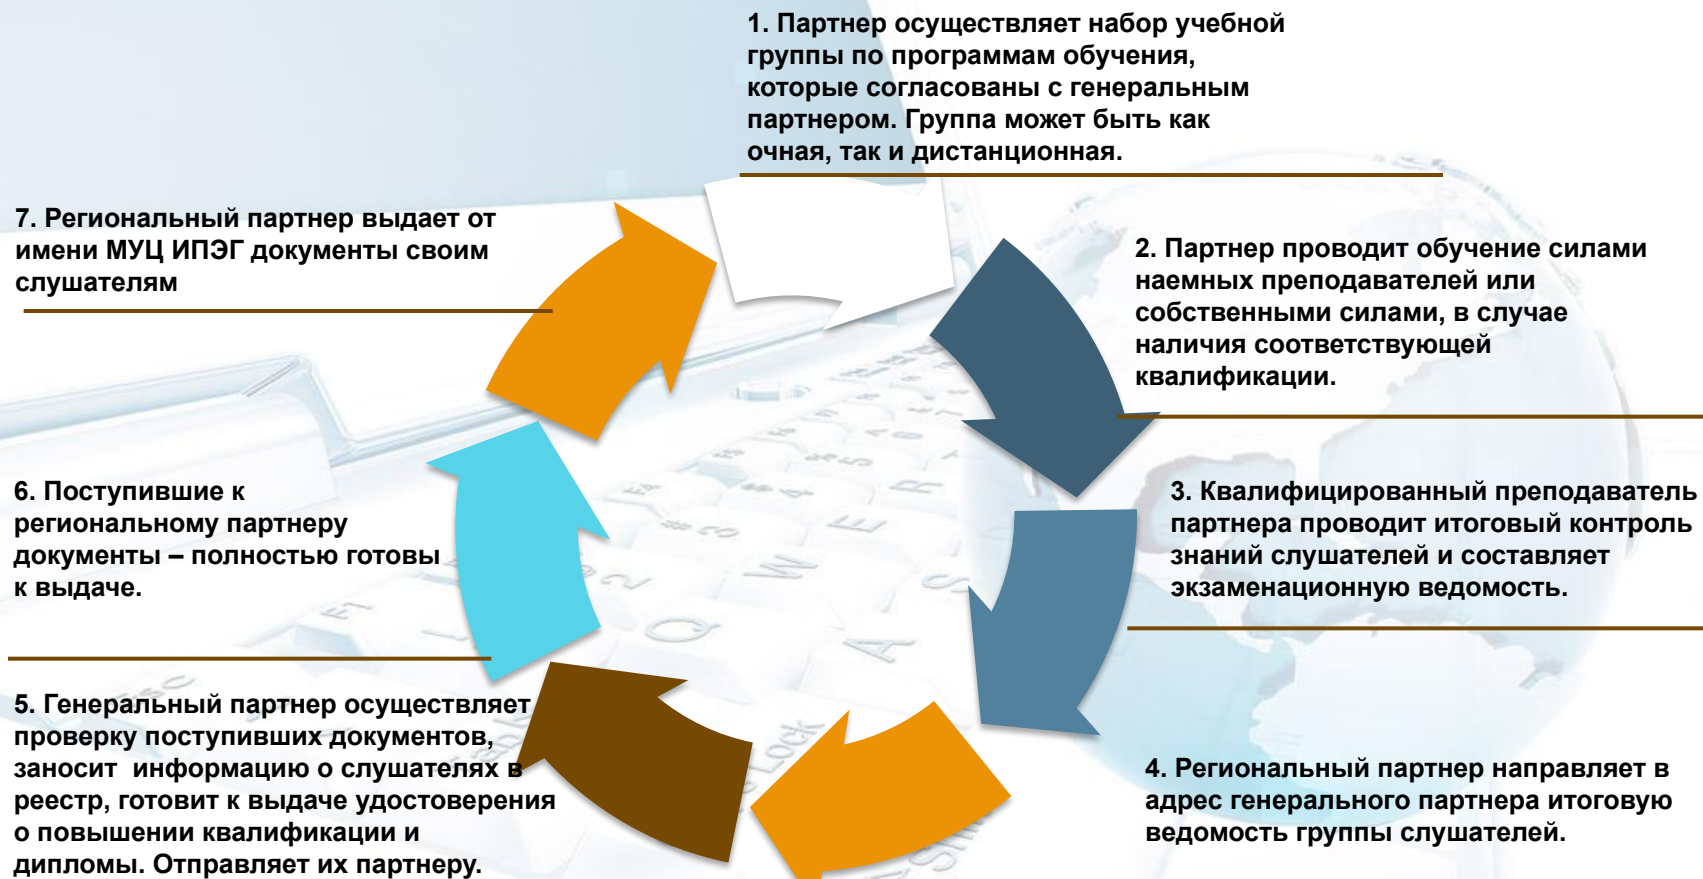 1. Партнер осуществляет набор учебной
группы по программам обучения,
которые согласованы с генеральным
партнером. Группа может быть как
очная, так и дистанционная.
2. Партнер проводит обучение силами
наемных преподавателей или
собственными силами, в случае
наличия соответствующей
квалификации.
3. Квалифицированный преподаватель
партнера проводит итоговый контроль
знаний слушателей и составляет
экзаменационную ведомость.
4. Региональный партнер направляет в
адрес генерального партнера итоговую
ведомость группы слушателей.
5. Генеральный партнер осуществляет
проверку поступивших документов,
заносит информацию о слушателях в
реестр, готовит к выдаче удостоверения
о повышении квалификации и
дипломы. Отправляет их партнеру.
6. Поступившие к
региональному партнеру
документы – полностью готовы
к выдаче.
7. Региональный партнер выдает от
имени МУЦ ИПЭГ документы своим
слушателям